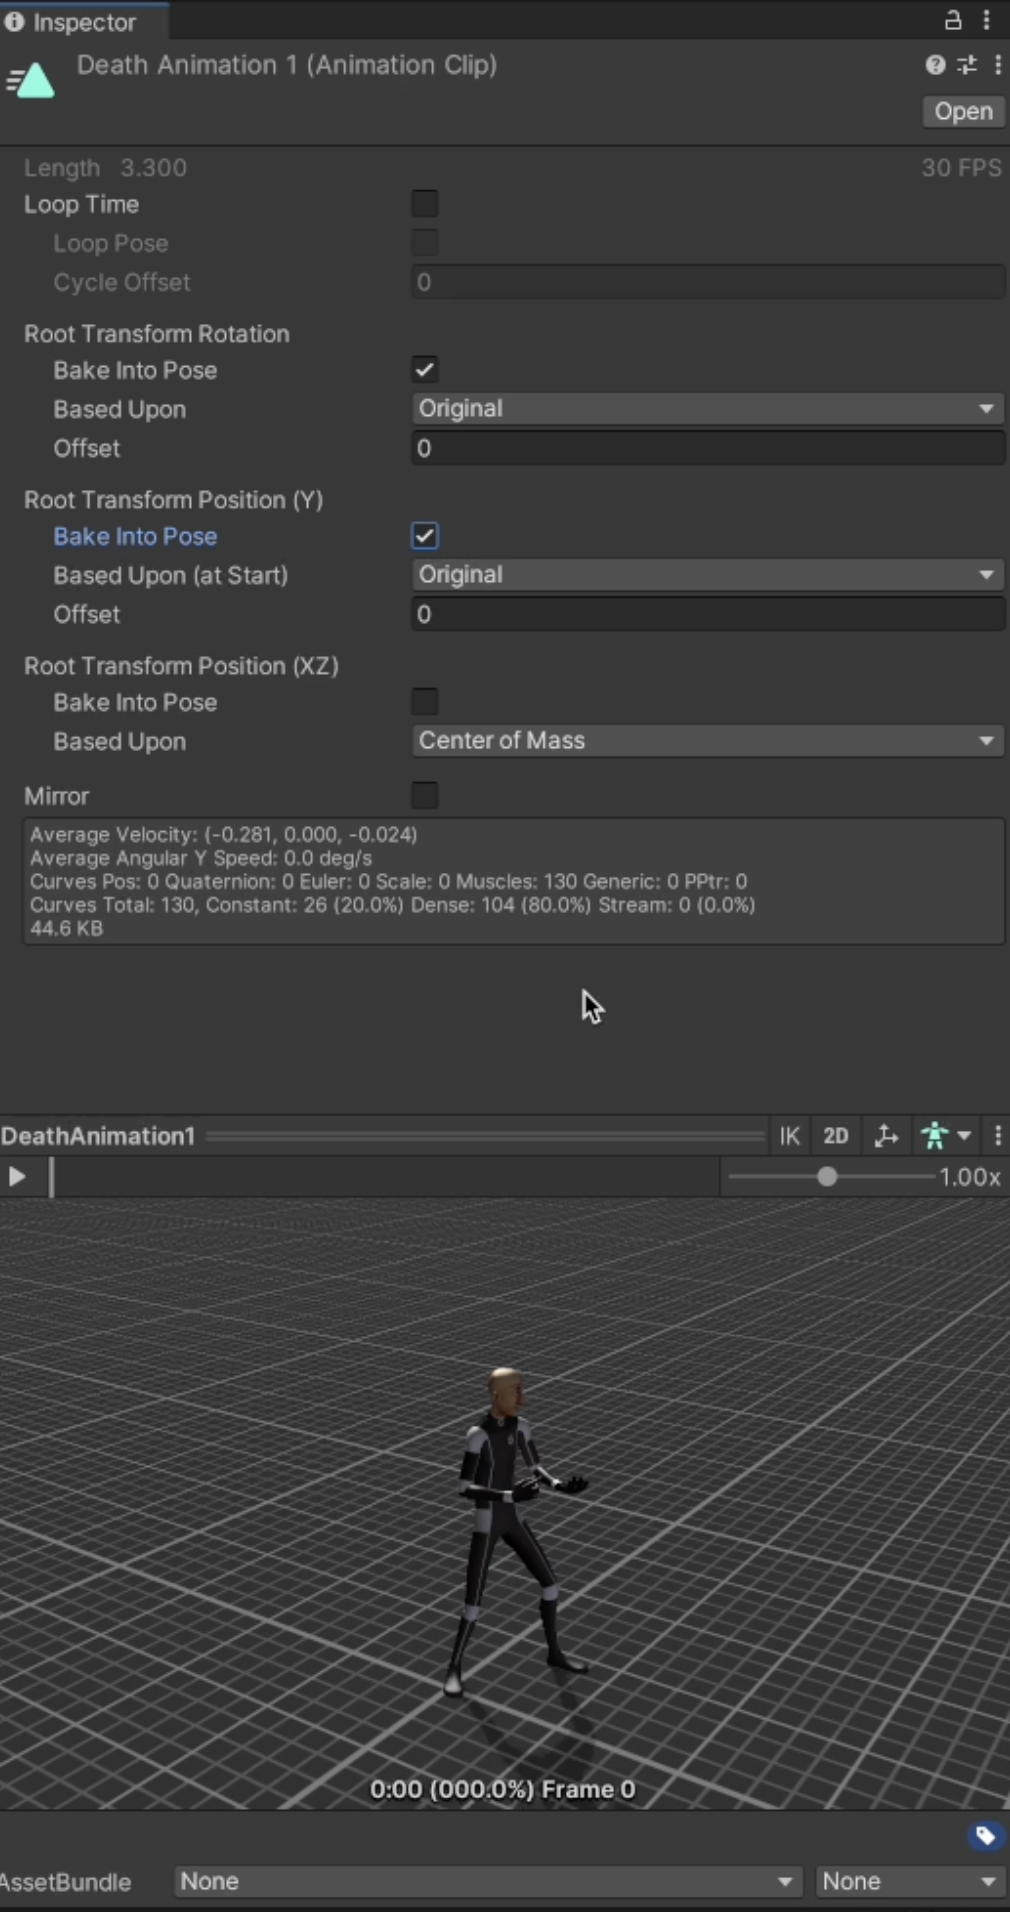 Inspector
Death Animation 1 (Animation Clip)
Open
Length 3.300 30 FPS
Loop Time
Loop Pose
Cycle Offset 0
Root Transform Rotation
Bake Into Pose
Based Upon Original
Offset 0
Root Transform Position (Y)
Bake Into Pose
Based Upon (at Start) Original
Offset 0
Root Transform Position (XZ)
Bake Into Pose
Based Upon Center of Mass
Mirror
Average Velocity: (-0.281, 0.000, -0.024)
Average Angular Y Speed: 0.0 deg/s
Curves Pos: 0 Quaternion: 0 Euler: 0 Scale: 0 Muscles: 130 Generic: 0 PPtr: 0
Curves Total: 130, Constant: 26 (20.0%) Dense: 104 (80.0%) Stream: 0 (0.0%)
44.6 KB
DeathAnimation1 IK 2D
1.00x
0:00 (000.0%) Frame 0
AssetBundle None None